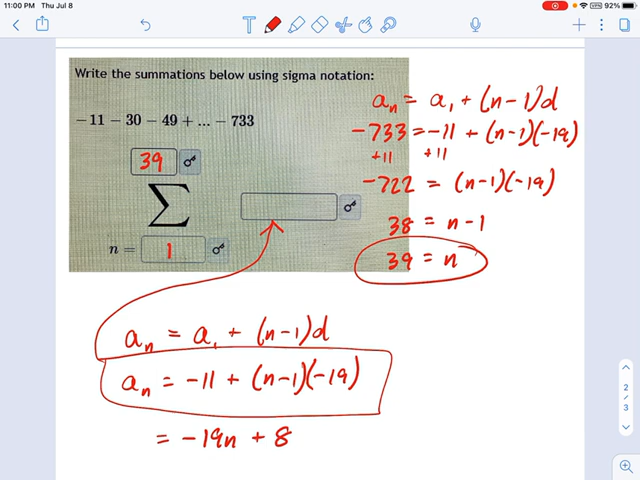 11:00 PM Thu Jul 8
92%
T
Write the summations below using sigma notation:
−11 − 30 − 49 + ... − 733
39
Σ
n = 1
aₙ = a₁ + (n−1)d
−733 = −11 + (n−1)(−19)
+11 +11
−722 = (n−1)(−19)
38 = n−1
39 = n
aₙ = a₁ + (n−1)d
aₙ = −11 + (n−1)(−19)
= −19n + 8
2
/
3